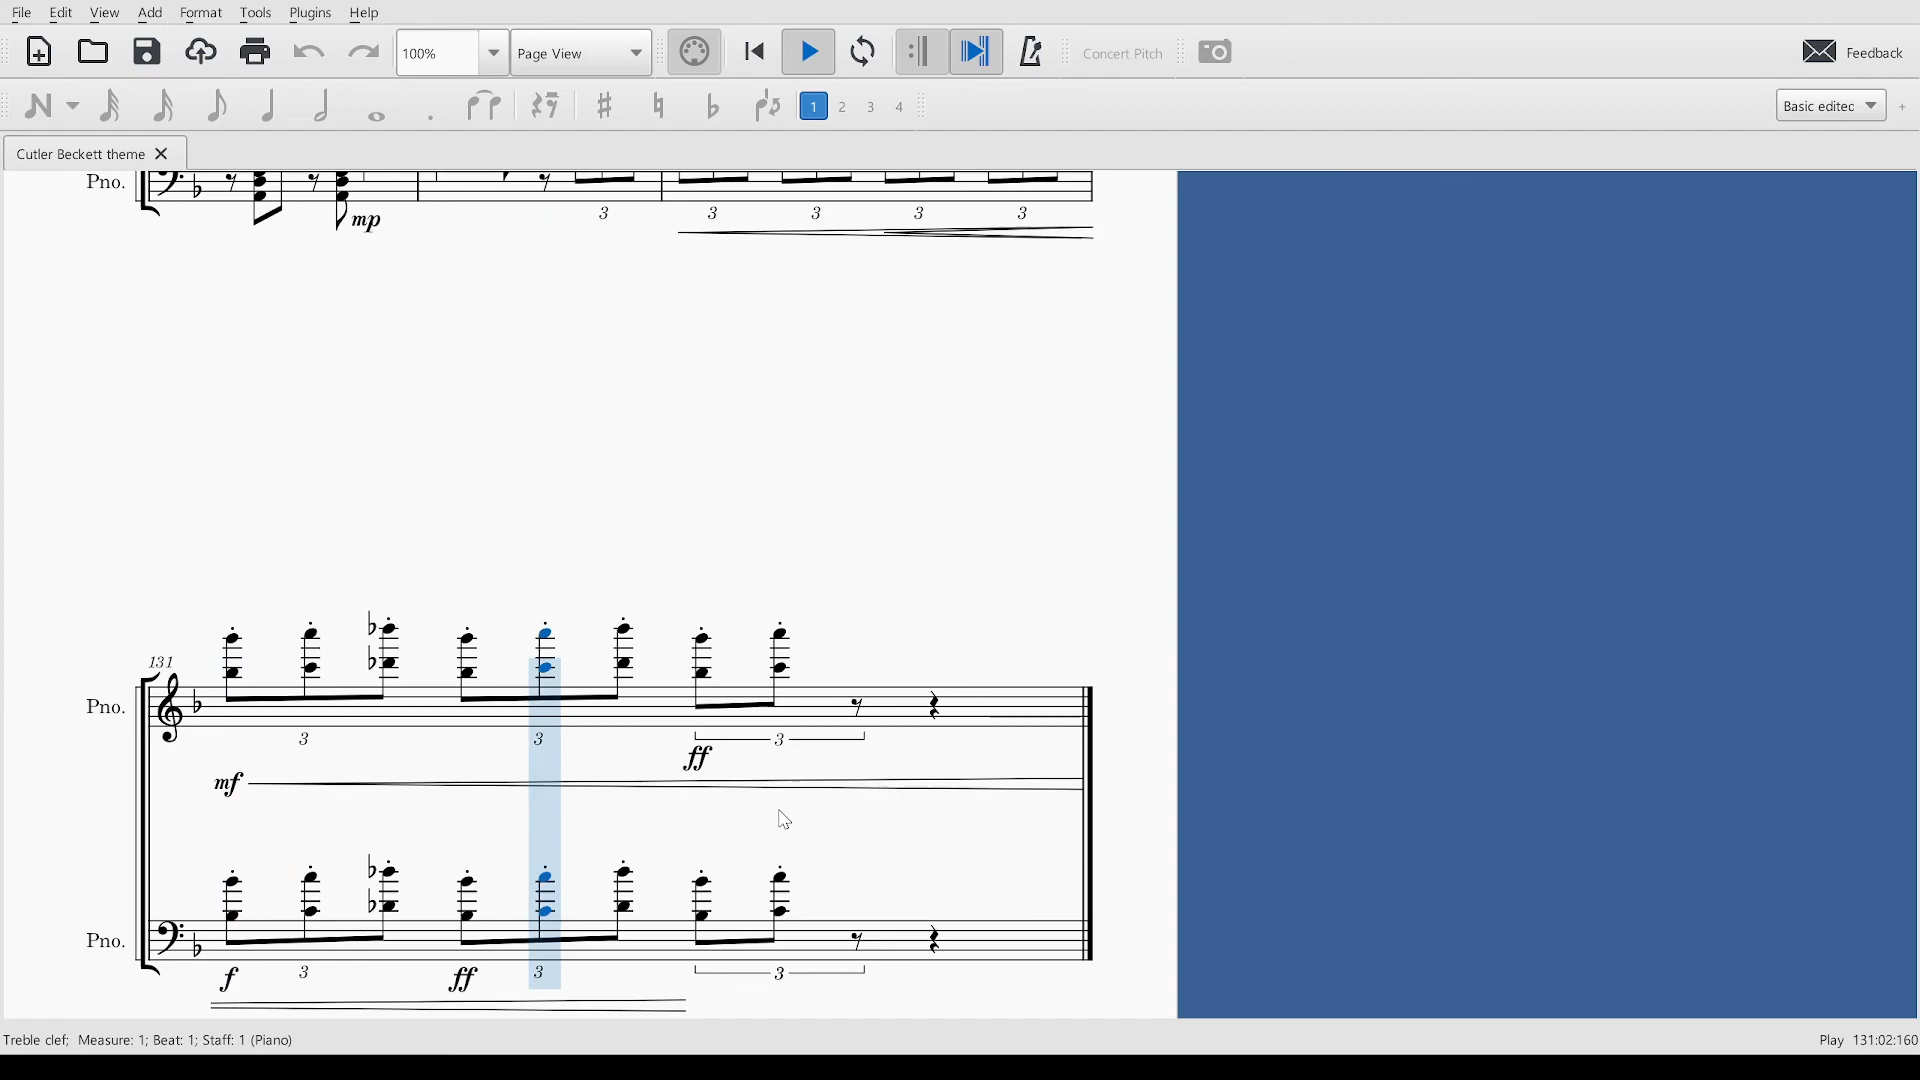 File Edit View Add Format Tools Plugins Help
100% Page View Concert Pitch Feedback
1 2 3 4 Basic editec +
Cutler Beckett theme
Pno.
mp
3 3 3 3 3
131
Pno.
3 3 3
ff
mf
Pno.
f 3 ff 3 3
Treble clef; Measure: 1; Beat: 1; Staff: 1 (Piano) Play 131:02:160